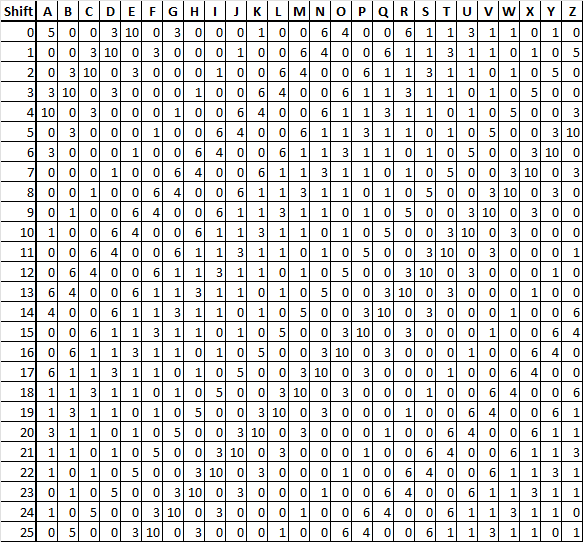 Shift A B C D E F G H I J K L M N O P Q R S T U V W X Y Z
0 5 0 0 3 10 0 3 0 0 0 1 0 0 6 4 0 0 6 1 1 3 1 1 0 1 0
1 0 0 3 10 0 3 0 0 0 1 0 0 6 4 0 0 6 1 1 3 1 1 0 1 0 5
2 0 3 10 0 3 0 0 0 1 0 0 6 4 0 0 6 1 1 3 1 1 0 1 0 5 0
3 3 10 0 3 0 0 0 1 0 0 6 4 0 0 6 1 1 3 1 1 0 1 0 5 0 0
4 10 0 3 0 0 0 1 0 0 6 4 0 0 6 1 1 3 1 1 0 1 0 5 0 0 3
5 0 3 0 0 0 1 0 0 6 4 0 0 6 1 1 3 1 1 0 1 0 5 0 0 3 10
6 3 0 0 0 1 0 0 6 4 0 0 6 1 1 3 1 1 0 1 0 5 0 0 3 10 0
7 0 0 0 1 0 0 6 4 0 0 6 1 1 3 1 1 0 1 0 5 0 0 3 10 0 3
8 0 0 1 0 0 6 4 0 0 6 1 1 3 1 1 0 1 0 5 0 0 3 10 0 3 0
9 0 1 0 0 6 4 0 0 6 1 1 3 1 1 0 1 0 5 0 0 3 10 0 3 0 0
10 1 0 0 6 4 0 0 6 1 1 3 1 1 0 1 0 5 0 0 3 10 0 3 0 0 0
11 0 0 6 4 0 0 6 1 1 3 1 1 0 1 0 5 0 0 3 10 0 3 0 0 0 1
12 0 6 4 0 0 6 1 1 3 1 1 0 1 0 5 0 0 3 10 0 3 0 0 0 1 0
13 6 4 0 0 6 1 1 3 1 1 0 1 0 5 0 0 3 10 0 3 0 0 0 1 0 0
14 4 0 0 6 1 1 3 1 1 0 1 0 5 0 0 3 10 0 3 0 0 0 1 0 0 6
15 0 0 6 1 1 3 1 1 0 1 0 5 0 0 3 10 0 3 0 0 0 1 0 0 6 4
16 0 6 1 1 3 1 1 0 1 0 5 0 0 3 10 0 3 0 0 0 1 0 0 6 4 0
17 6 1 1 3 1 1 0 1 0 5 0 0 3 10 0 3 0 0 0 1 0 0 6 4 0 0
18 1 1 3 1 1 0 1 0 5 0 0 3 10 0 3 0 0 0 1 0 0 6 4 0 0 6
19 1 3 1 1 0 1 0 5 0 0 3 10 0 3 0 0 0 1 0 0 6 4 0 0 6 1
20 3 1 1 0 1 0 5 0 0 3 10 0 3 0 0 0 1 0 0 6 4 0 0 6 1 1
21 1 1 0 1 0 5 0 0 3 10 0 3 0 0 0 1 0 0 6 4 0 0 6 1 1 3
22 1 0 1 0 5 0 0 3 10 0 3 0 0 0 1 0 0 6 4 0 0 6 1 1 3 1
23 0 1 0 5 0 0 3 10 0 3 0 0 0 1 0 0 6 4 0 0 6 1 1 3 1 1
24 1 0 5 0 0 3 10 0 3 0 0 0 1 0 0 6 4 0 0 6 1 1 3 1 1 0
25 0 5 0 0 3 10 0 3 0 0 0 1 0 0 6 4 0 0 6 1 1 3 1 1 0 1